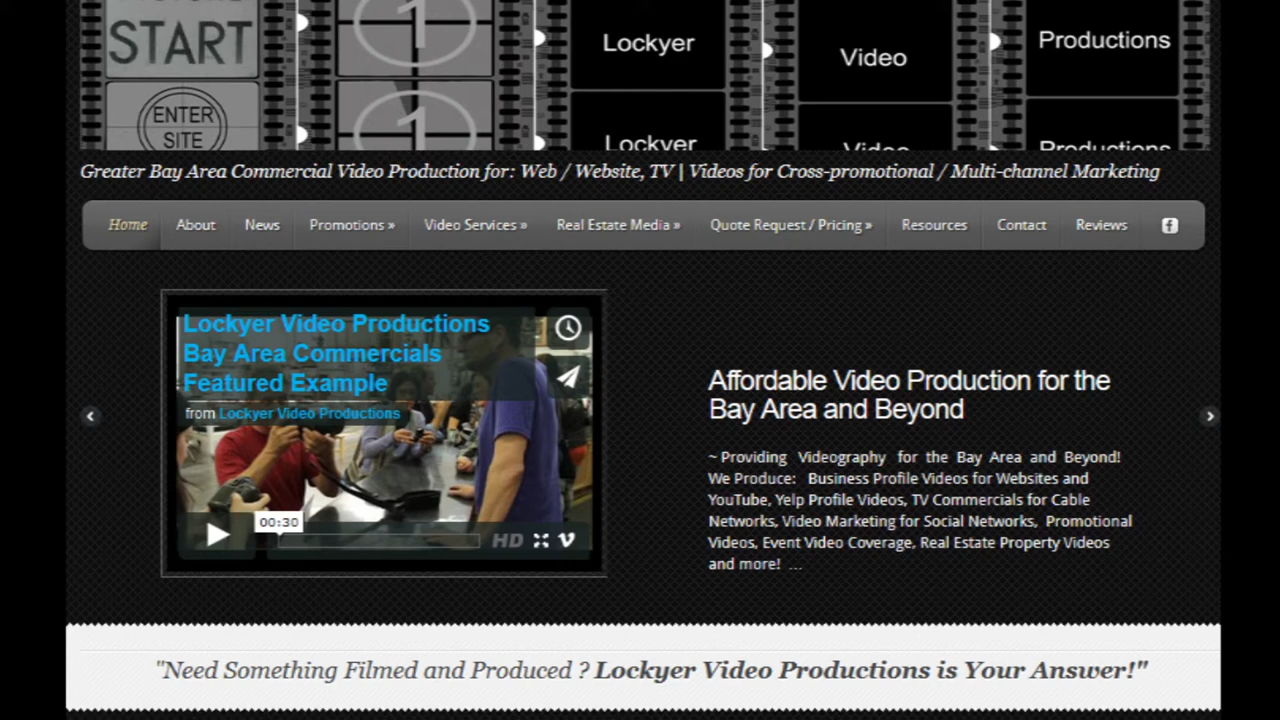 PICTURE
START
ENTER
SITE
1
1
Lockyer
Lockyer
Video
Video
Productions
Productions
Greater Bay Area Commercial Video Production for: Web / Website, TV | Videos for Cross-promotional / Multi-channel Marketing
Home About News Promotions » Video Services » Real Estate Media » Quote Request / Pricing » Resources Contact Reviews f
Lockyer Video Productions
Bay Area Commercials
Featured Example
from Lockyer Video Productions
00:30
HD
Affordable Video Production for the
Bay Area and Beyond
~ Providing Videography for the Bay Area and Beyond!
We Produce: Business Profile Videos for Websites and
YouTube, Yelp Profile Videos, TV Commercials for Cable
Networks, Video Marketing for Social Networks, Promotional
Videos, Event Video Coverage, Real Estate Property Videos
and more! ...
"Need Something Filmed and Produced ? Lockyer Video Productions is Your Answer!"